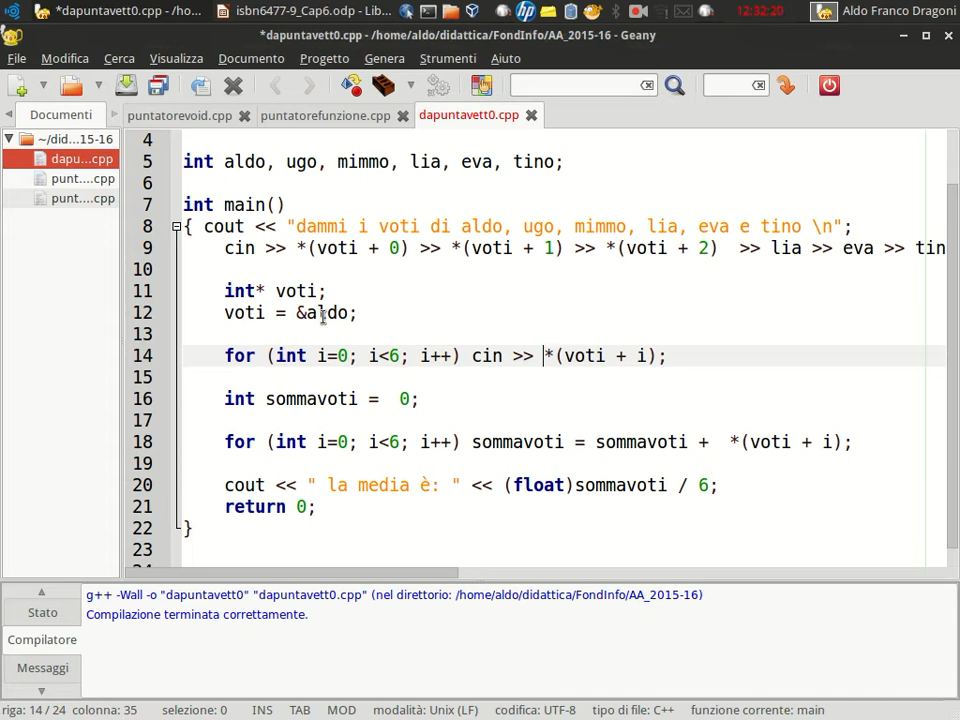 *dapuntavett0.cpp - /ho...
isbn6477-9_Cap6.odp - Lib...
12:32:20
Aldo Franco Dragoni
*dapuntavett0.cpp - /home/aldo/didattica/FondInfo/AA_2015-16 - Geany
File Modifica Cerca Visualizza Documento Progetto Genera Strumenti Aiuto
Documenti
puntatorevoid.cpp
puntatorefunzione.cpp
dapuntavett0.cpp
~/did...15-16
dapu....cpp
punt....cpp
punt....cpp
4
5 int aldo, ugo, mimmo, lia, eva, tino;
6
7 int main()
8 { cout << "dammi i voti di aldo, ugo, mimmo, lia, eva e tino \n";
9 cin >> *(voti + 0) >> *(voti + 1) >> *(voti + 2)  >> lia >> eva >> tin
10
11 int* voti;
12 voti = &aldo;
13
14 for (int i=0; i<6; i++) cin >> *(voti + i);
15
16 int sommavoti =  0;
17
18 for (int i=0; i<6; i++) sommavoti = sommavoti +  *(voti + i);
19
20 cout << " la media è: " << (float)sommavoti / 6;
21 return 0;
22 }
23
Stato
Compilatore
Messaggi
g++ -Wall -o "dapuntavett0" "dapuntavett0.cpp" (nel direttorio: /home/aldo/didattica/FondInfo/AA_2015-16)
Compilazione terminata correttamente.
riga: 14 / 24 colonna: 35 selezione: 0 INS TAB MOD modalità: Unix (LF) codifica: UTF-8 tipo di file: C++ funzione corrente: main